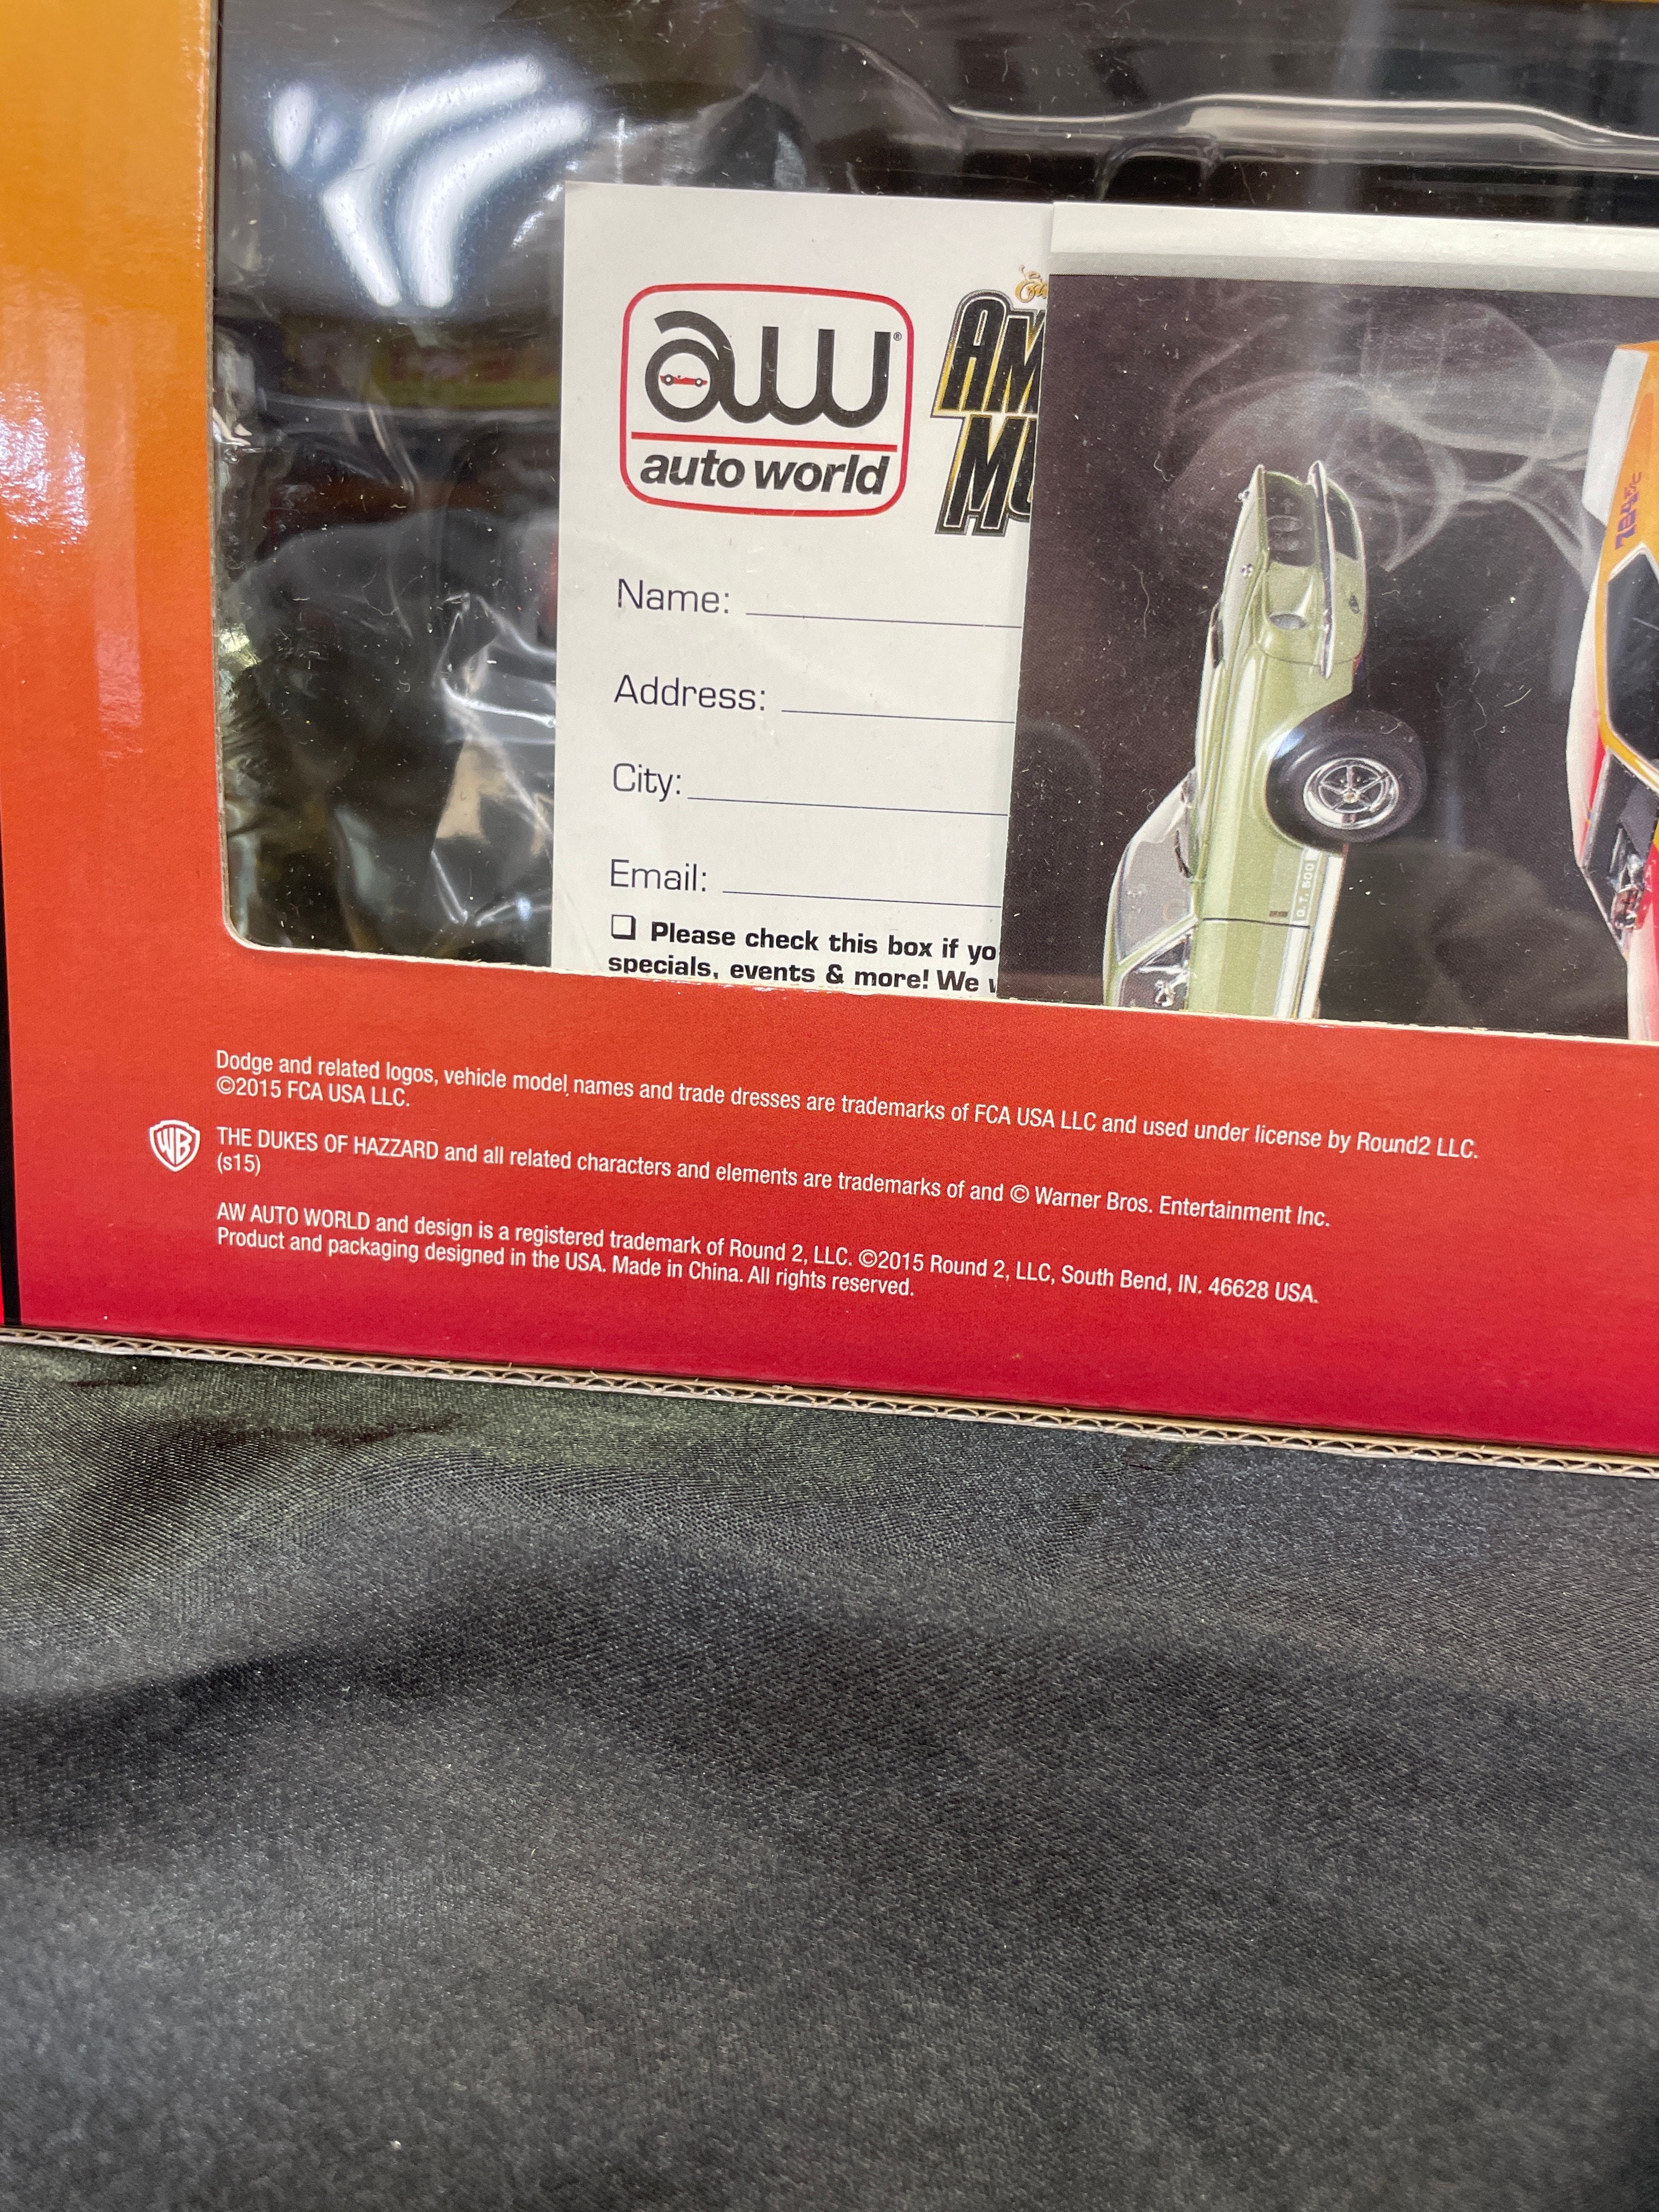 aw®
auto world
AM
MU
Name:
Address:
City:
Email:
❑ Please check this box if yo
specials, events & more! We
G.T. 500
Dodge and related logos, vehicle model names and trade dresses are trademarks of FCA USA LLC and used under license by Round2 LLC.
©2015 FCA USA LLC.
WB
THE DUKES OF HAZZARD and all related characters and elements are trademarks of and © Warner Bros. Entertainment Inc.
(s15)
AW AUTO WORLD and design is a registered trademark of Round 2, LLC. ©2015 Round 2, LLC, South Bend, IN. 46628 USA.
Product and packaging designed in the USA. Made in China. All rights reserved.